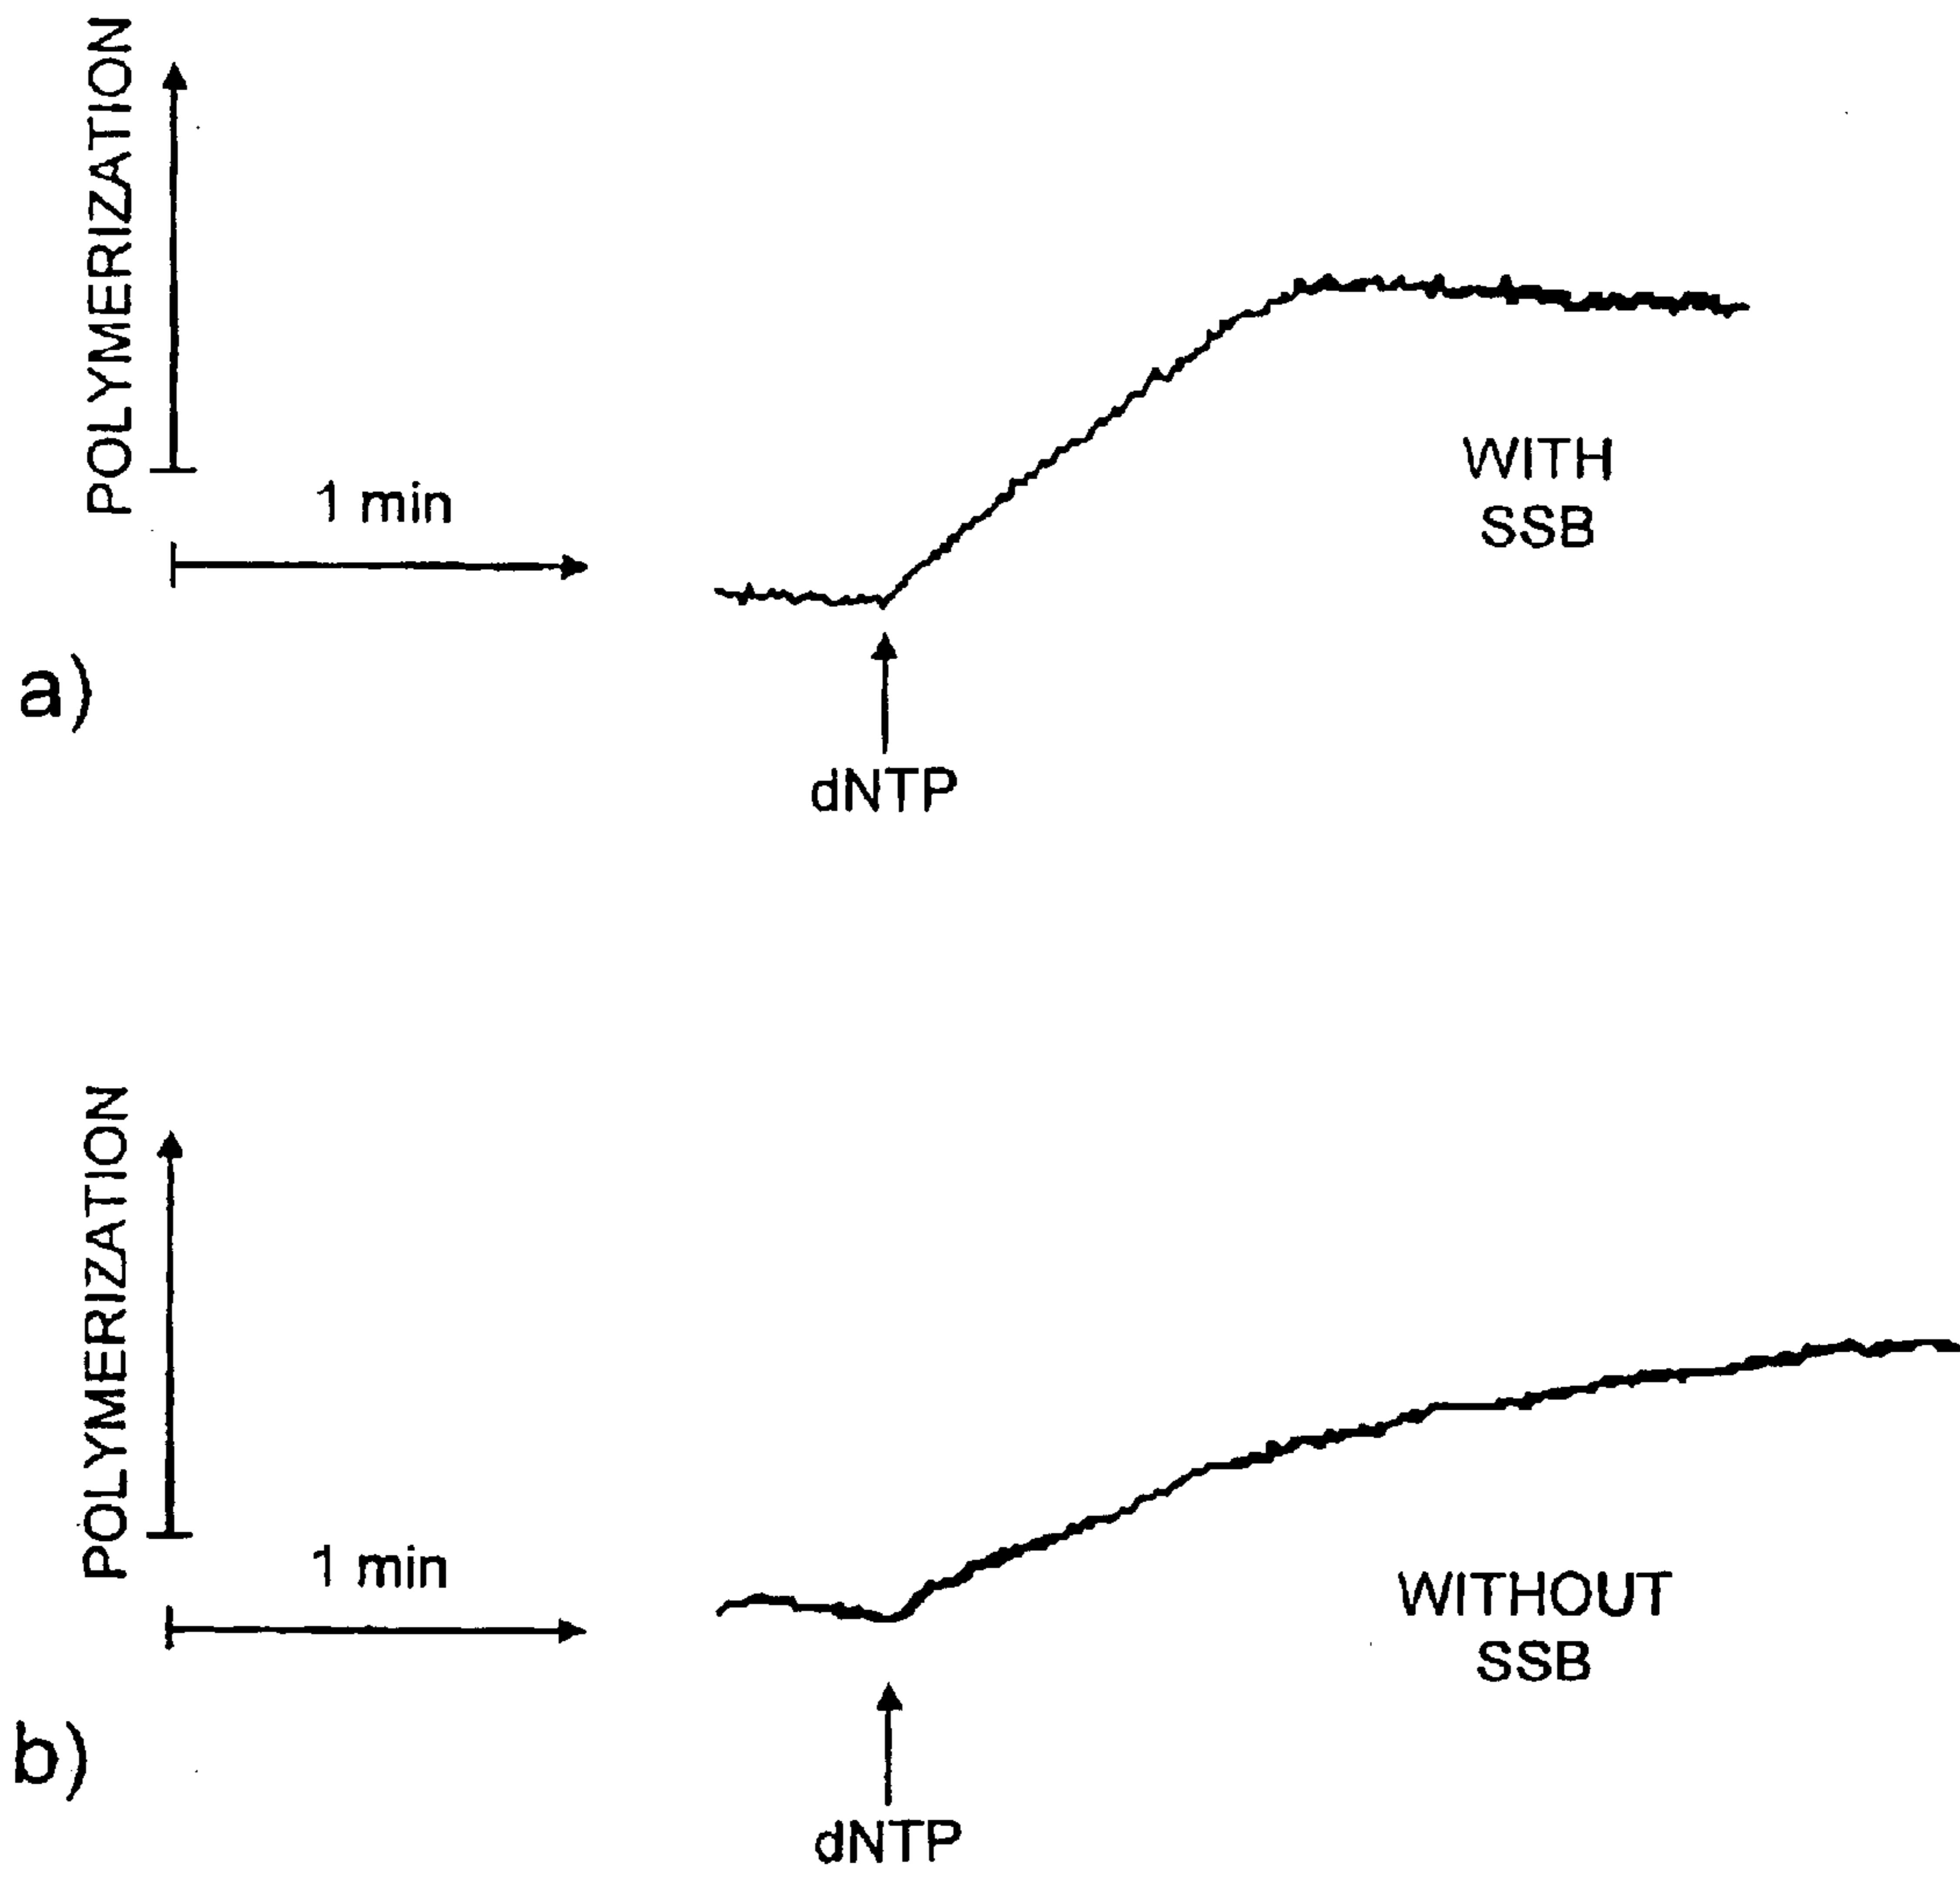 POLYMERIZATION
1 min
WITH
SSB
a)
dNTP
POLYMERIZATION
1 min
WITHOUT
SSB
b)
dNTP